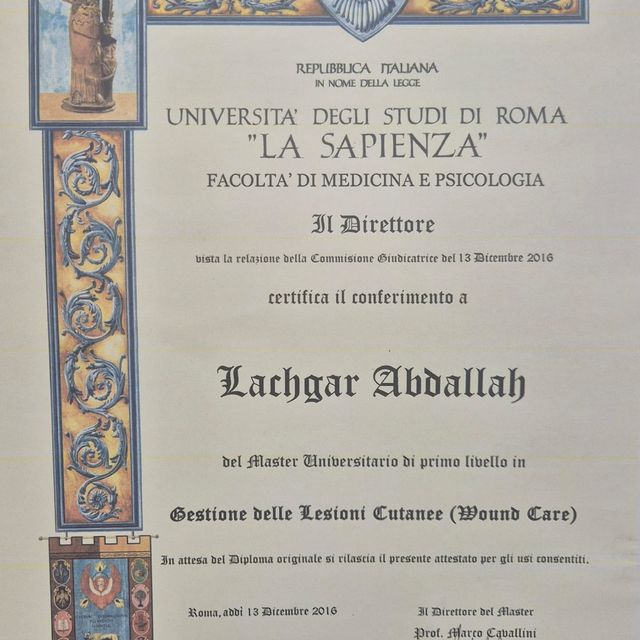 REPUBBLICA ITALIANA
IN NOME DELLA LEGGE
UNIVERSITA' DEGLI STUDI DI ROMA
"LA SAPIENZA"
FACOLTA' DI MEDICINA E PSICOLOGIA
Il Direttore
vista la relazione della Commisione Giudicatrice del 13 Dicembre 2016
certifica il conferimento a
Lachgar Abdallah
del Master Universitario di primo livello in
Gestione delle Lesioni Cutanee (Wound Care)
In attesa del Diploma originale si rilascia il presente attestato per gli usi consentiti.
Roma, addì 13 Dicembre 2016
Il Direttore del Master
Prof. Marco Cavallini